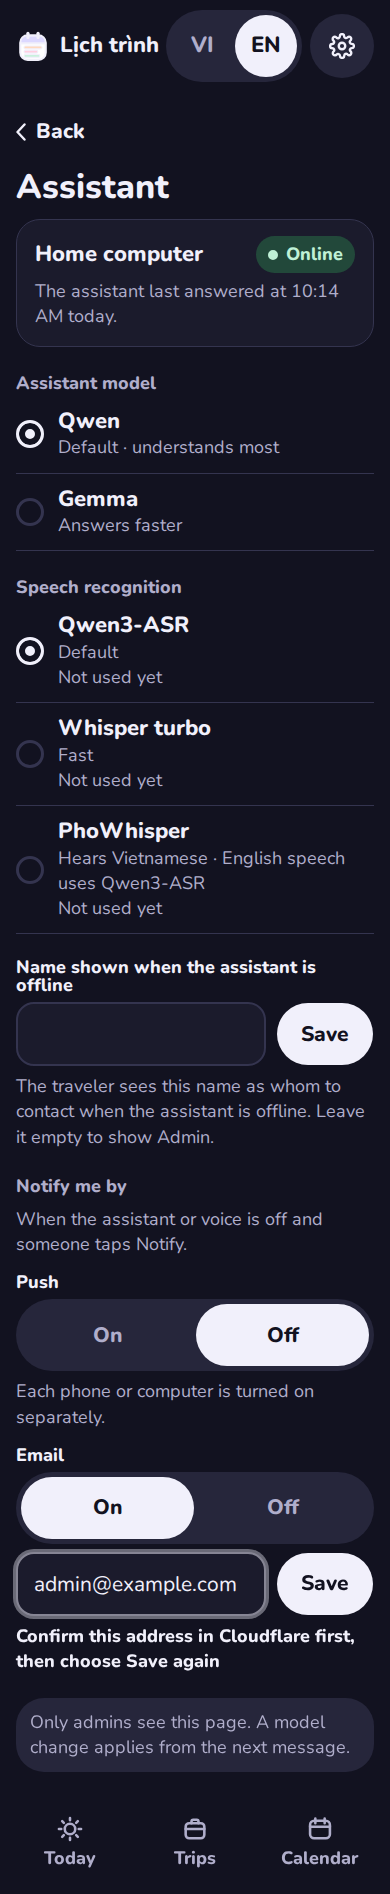 Lịch trình
VI
EN
Back
Assistant
Home computer
Online
The assistant last answered at 10:14
AM today.
Assistant model
Qwen
Default · understands most
Gemma
Answers faster
Speech recognition
Qwen3-ASR
Default
Not used yet
Whisper turbo
Fast
Not used yet
PhoWhisper
Hears Vietnamese · English speech
uses Qwen3-ASR
Not used yet
Name shown when the assistant is
offline
Save
The traveler sees this name as whom to
contact when the assistant is offline. Leave
it empty to show Admin.
Notify me by
When the assistant or voice is off and
someone taps Notify.
Push
On
Off
Each phone or computer is turned on
separately.
Email
On
Off
admin@example.com
Save
Confirm this address in Cloudflare first,
then choose Save again
Only admins see this page. A model
change applies from the next message.
Today
Trips
Calendar